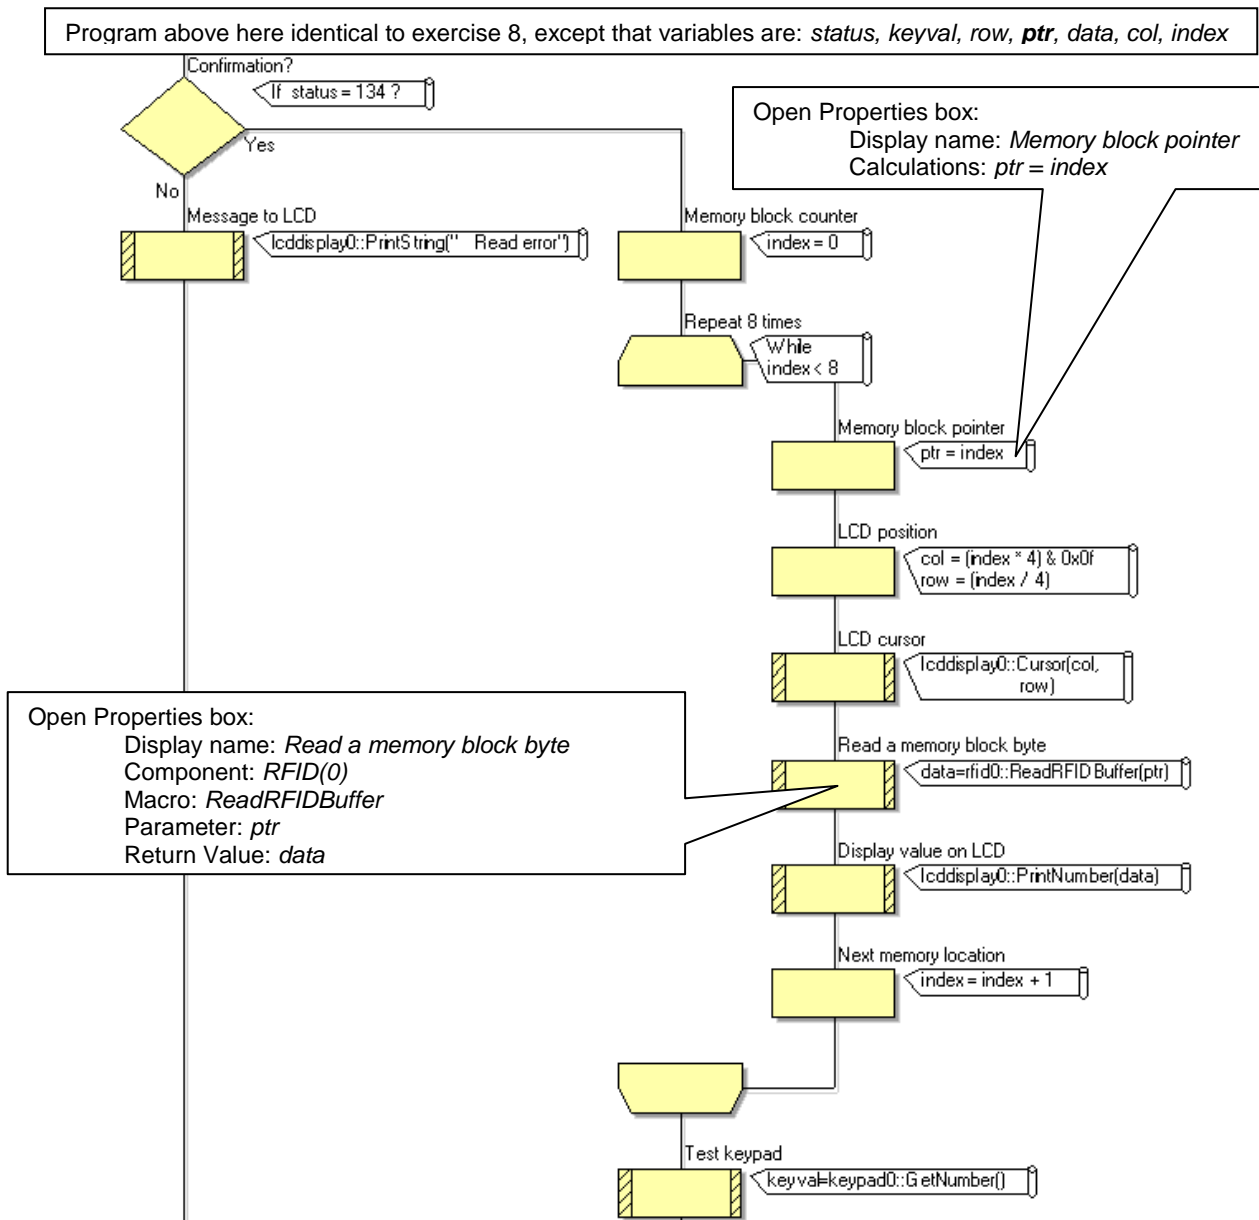 Program above here identical to exercise 8, except that variables are: status, keyval, row, ptr, data, col, index
Confirmation?
If status = 134 ?
Yes
No
Open Properties box:
Display name: Memory block pointer
Calculations: ptr = index
Message to LCD
lcddisplay0::PrintString("   Read error")
Memory block counter
index = 0
Repeat 8 times
While
index < 8
Memory block pointer
ptr = index
LCD position
col = (index * 4) & 0x0f
row = (index / 4)
LCD cursor
lcddisplay0::Cursor(col,
row)
Open Properties box:
Display name: Read a memory block byte
Component: RFID(0)
Macro: ReadRFIDBuffer
Parameter: ptr
Return Value: data
Read a memory block byte
data=rfid0::ReadRFIDBuffer(ptr)
Display value on LCD
lcddisplay0::PrintNumber(data)
Next memory location
index = index + 1
Test keypad
keyval=keypad0::GetNumber()